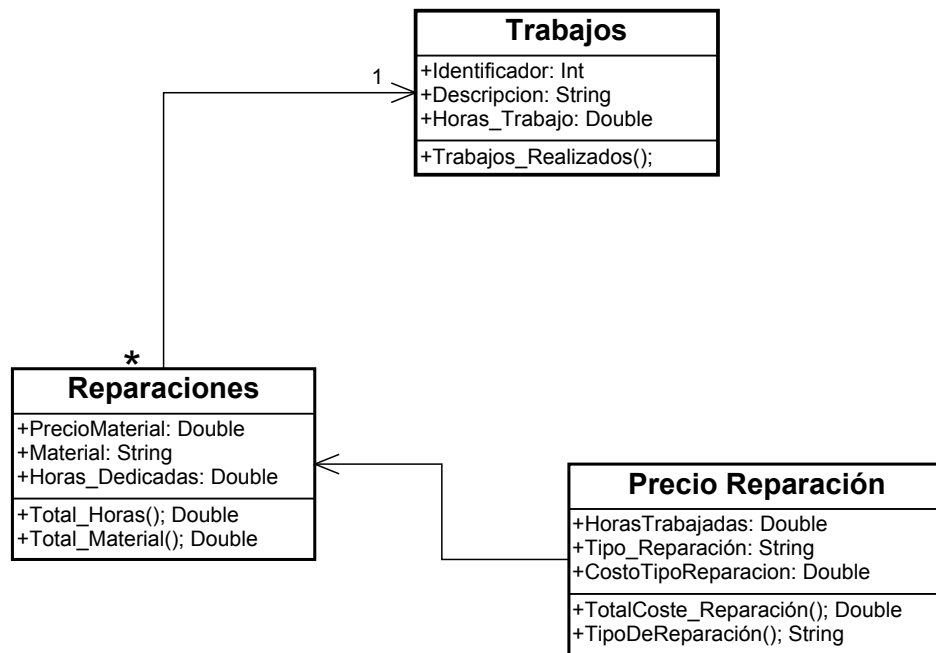 Trabajos
+Identificador: Int
+Descripcion: String
+Horas_Trabajo: Double
+Trabajos_Realizados();
1
*
Reparaciones
+PrecioMaterial: Double
+Material: String
+Horas_Dedicadas: Double
+Total_Horas(); Double
+Total_Material(); Double
Precio Reparación
+HorasTrabajadas: Double
+Tipo_Reparación: String
+CostoTipoReparacion: Double
+TotalCoste_Reparación(); Double
+TipoDeReparación(); String